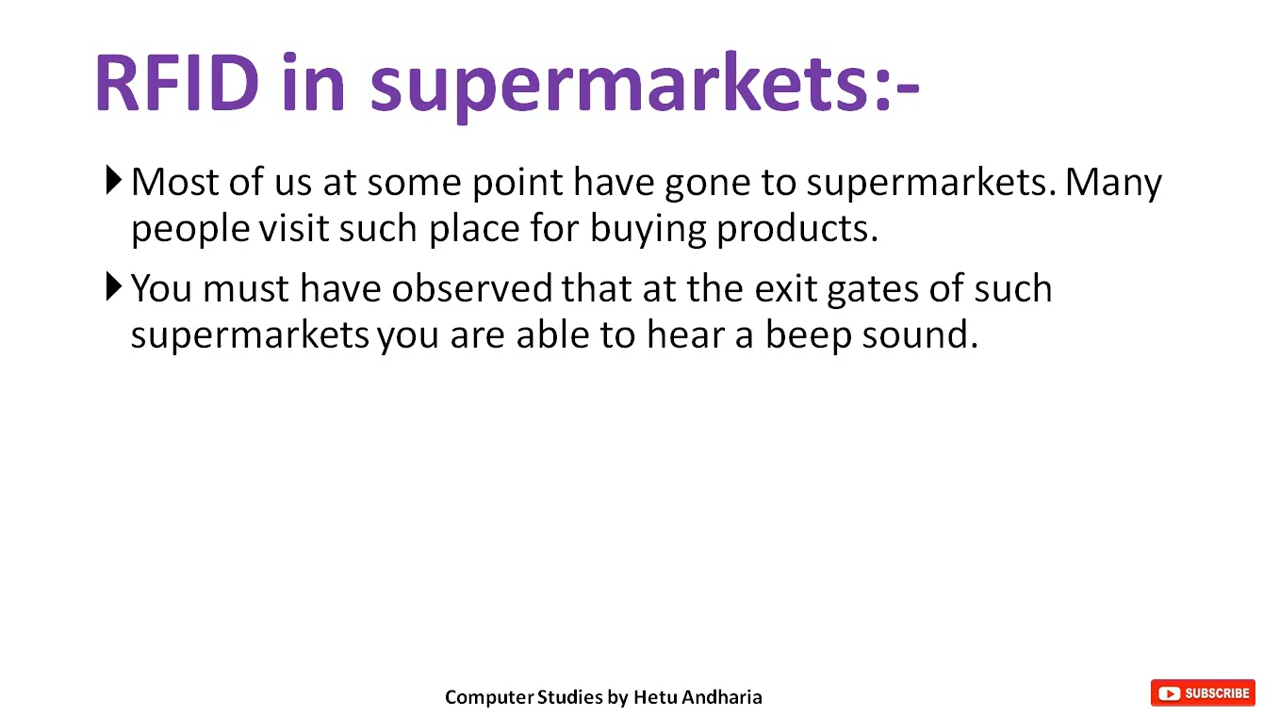 RFID in supermarkets:-
Most of us at some point have gone to supermarkets. Many
people visit such place for buying products.
You must have observed that at the exit gates of such
supermarkets you are able to hear a beep sound.
Computer Studies by Hetu Andharia
SUBSCRIBE